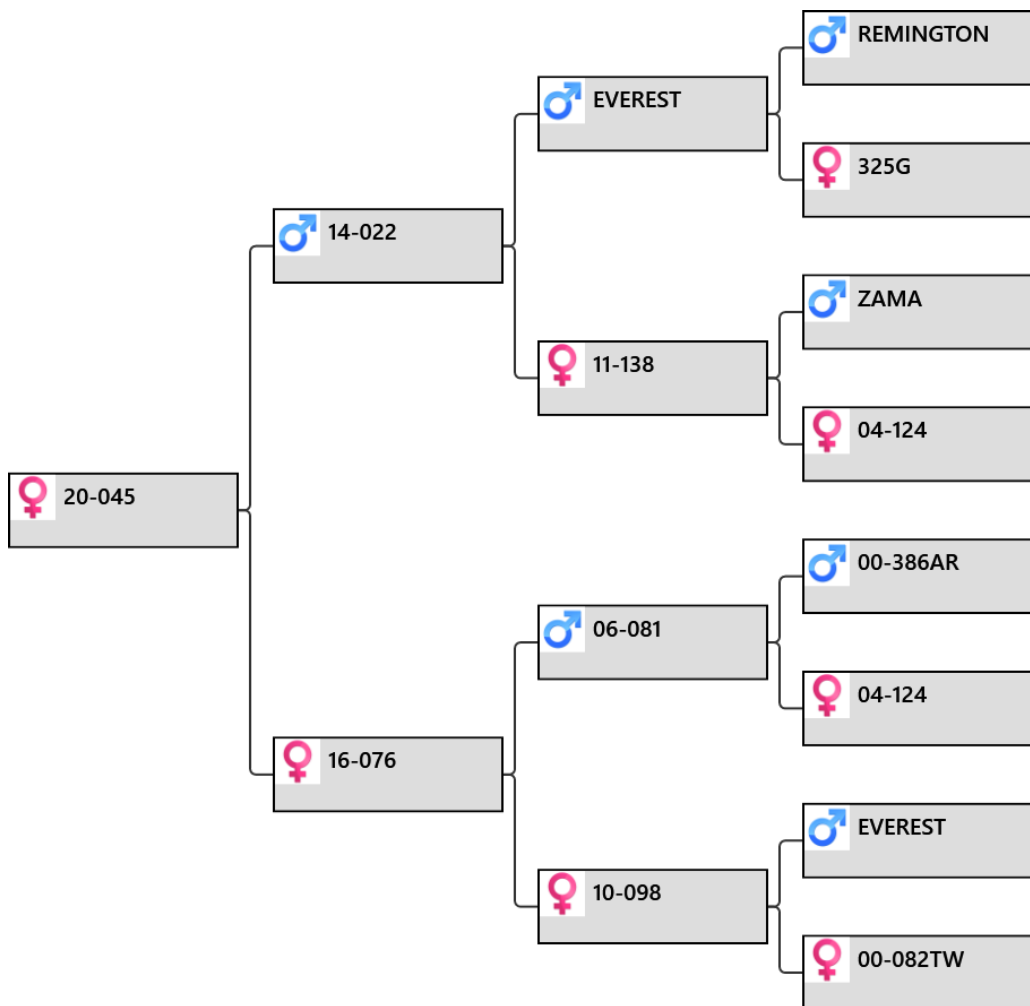 REMINGTON
EVEREST
325G
14-022
ZAMA
11-138
04-124
20-045
00-386AR
06-081
04-124
16-076
EVEREST
10-098
00-082TW